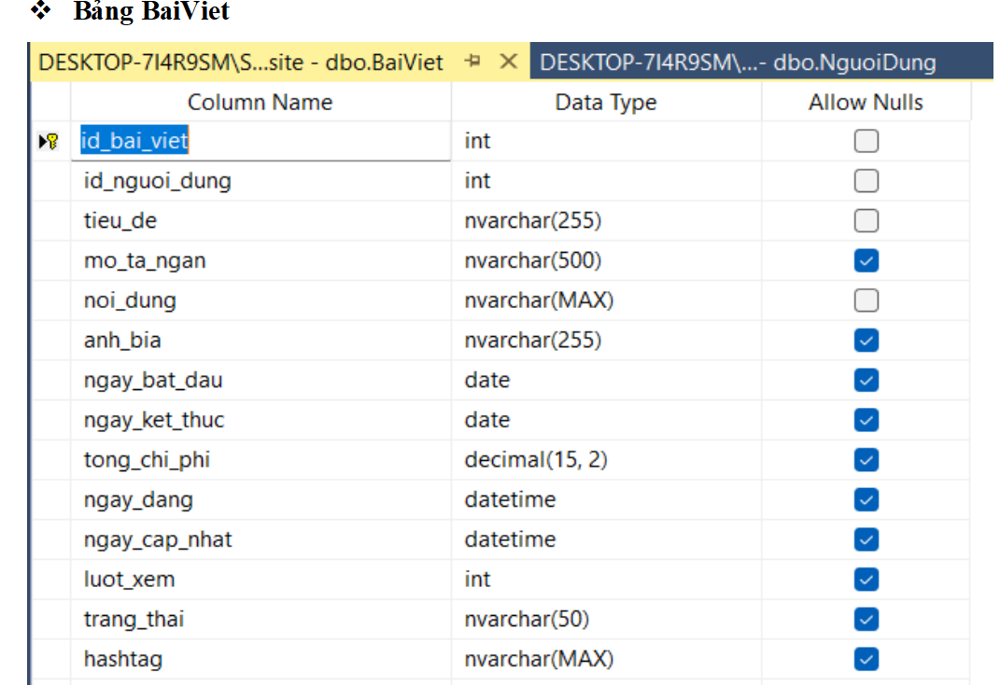 ❖ Bảng BaiViet
DESKTOP-7I4R9SM\S...site - dbo.BaiViet DESKTOP-7I4R9SM\...- dbo.NguoiDung
Column Name Data Type Allow Nulls
id_bai_viet int
id_nguoi_dung int
tieu_de nvarchar(255)
mo_ta_ngan nvarchar(500)
noi_dung nvarchar(MAX)
anh_bia nvarchar(255)
ngay_bat_dau date
ngay_ket_thuc date
tong_chi_phi decimal(15, 2)
ngay_dang datetime
ngay_cap_nhat datetime
luot_xem int
trang_thai nvarchar(50)
hashtag nvarchar(MAX)